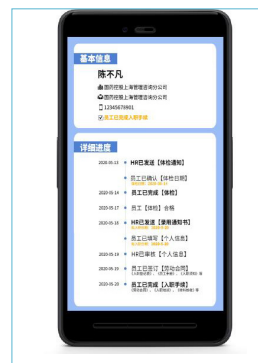 基本信息
陈不凡
国药控股上海管理咨询分公司
国药控股上海管理咨询分公司
12345678901
员工已完成入职手续
详细进度
2020-05-13 HR已发送【体检通知】
员工已确认【体检日期】
2020-05-14 员工已完成【体检】
2020-05-17 员工【体检】合格
2020-05-18 HR已发送【录用通知书】
员工已填写【个人信息】
2020-05-19 HR已审核【个人信息】
2020-05-19 员工已签订【劳动合同】
2020-05-20 员工已完成【入职手续】